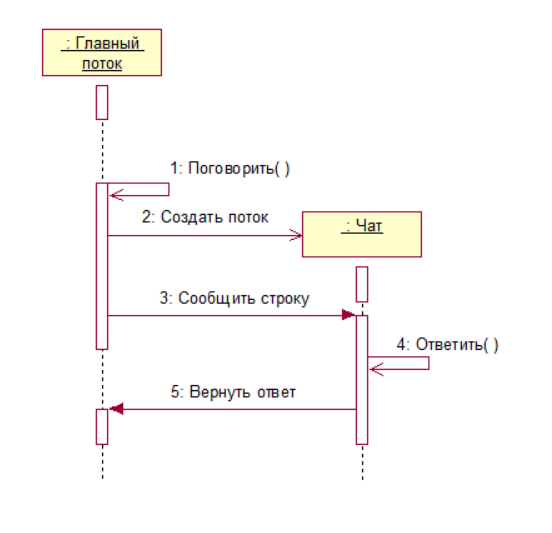 : Главный
поток
1: Поговорить( )
2: Создать поток
: Чат
3: Сообщить строку
4: Ответить( )
5: Вернуть ответ